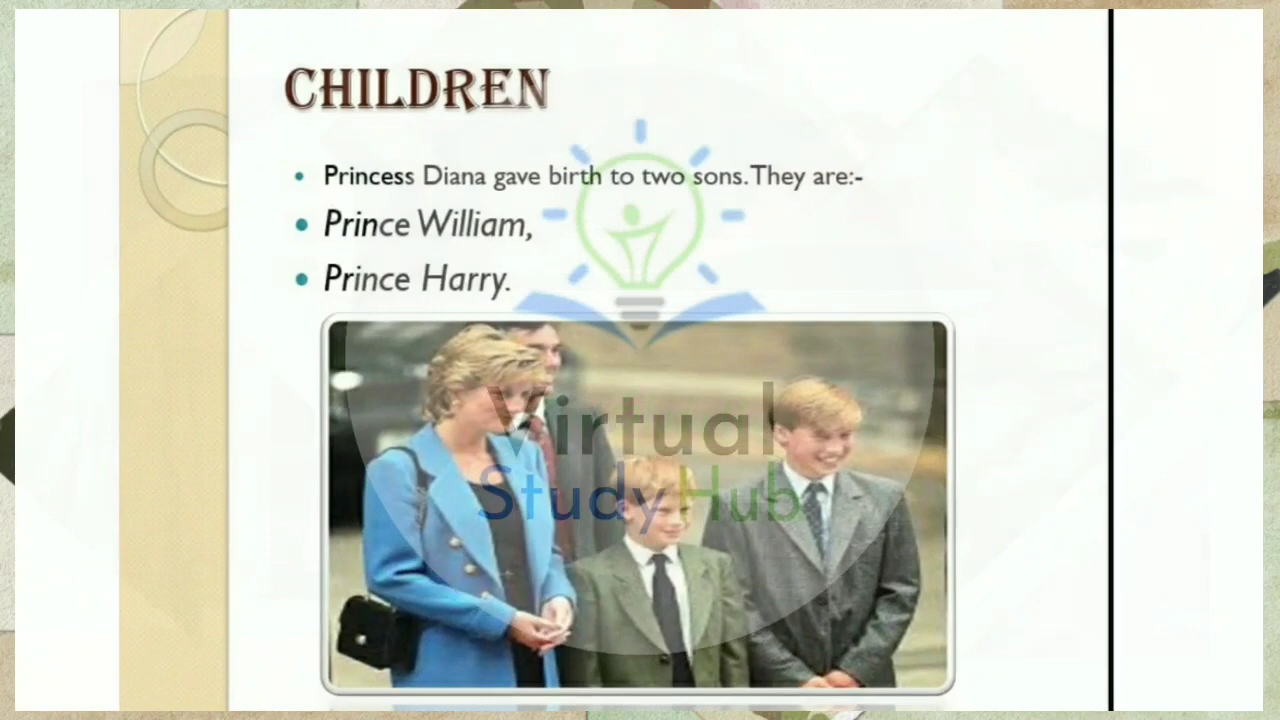 CHILDREN
Princess Diana gave birth to two sons. They are:-
Prince William,
Prince Harry.
Virtual
Study Hub